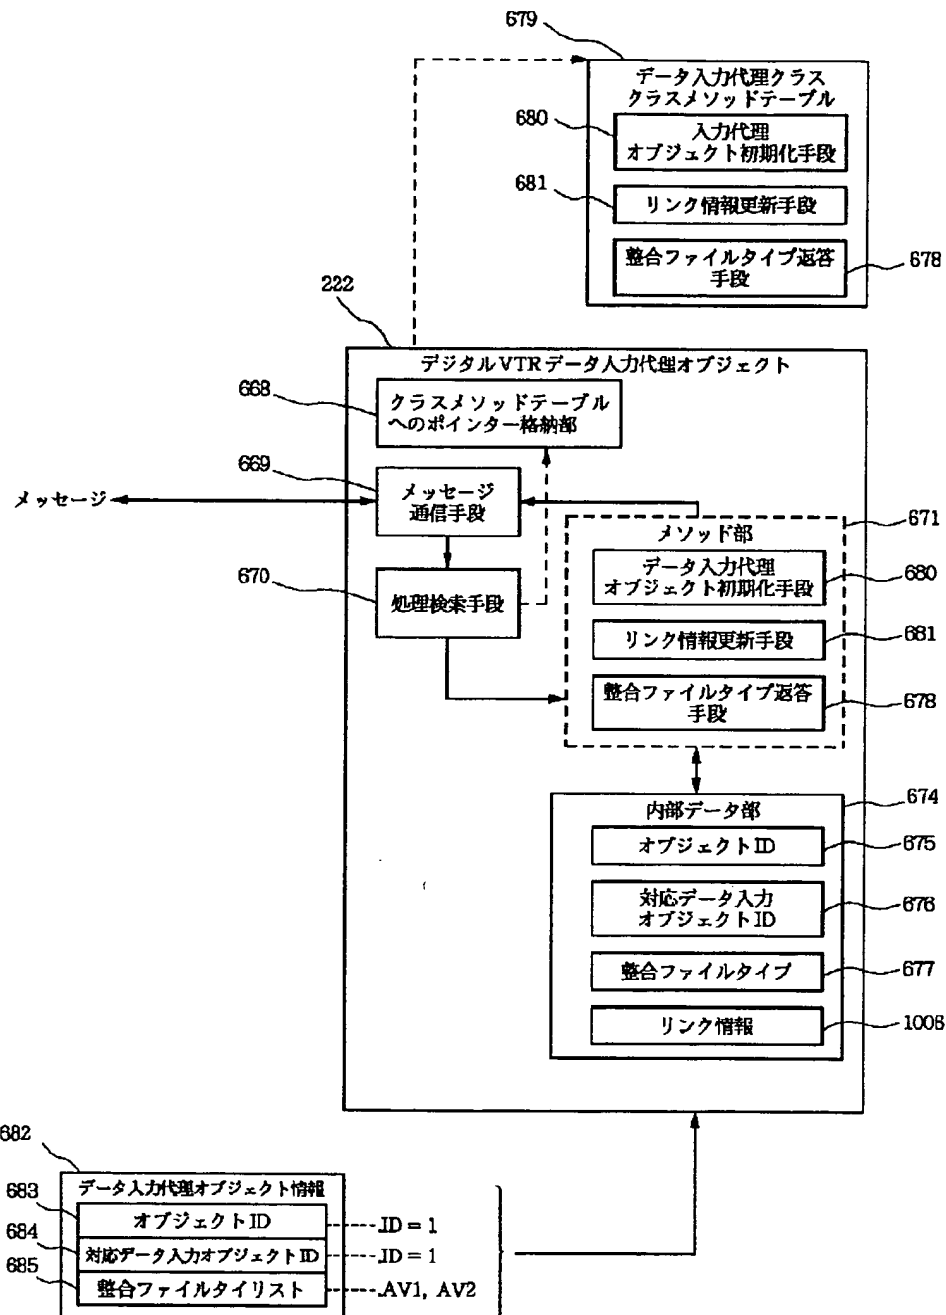 679
データ入力代理クラス
クラスメソッドテーブル
680
入力代理
オブジェクト初期化手段
681
リンク情報更新手段
整合ファイルタイプ返答
手段
678
222
デジタルVTRデータ入力代理オブジェクト
668
クラスメソッドテーブル
へのポインター格納部
669
メッセージ
メッセージ
通信手段
671
メソッド部
670
処理検索手段
データ入力代理
オブジェクト初期化手段
680
リンク情報更新手段
681
整合ファイルタイプ返答
手段
678
674
内部データ部
オブジェクトID
675
対応データ入力
オブジェクトID
676
整合ファイルタイプ
677
リンク情報
1006
682
データ入力代理オブジェクト情報
683
オブジェクトID
ID=1
684
対応データ入力オブジェクトID
ID=1
685
整合ファイルタイリスト
AV1, AV2